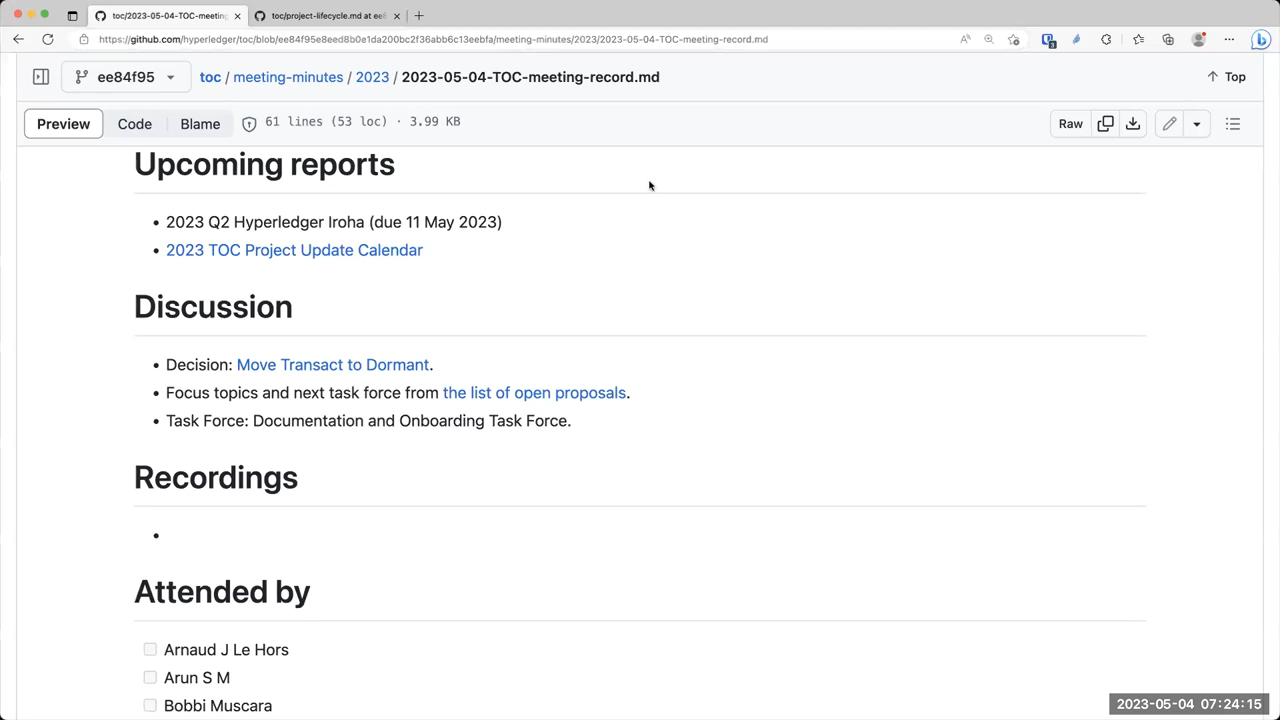 toc/2023-05-04-TOC-meeting
toc/project-lifecycle.md at ee8
https://github.com/hyperledger/toc/blob/ee84f95e8eed8b0e1da200bc2f36abb6c13eebfa/meeting-minutes/2023/2023-05-04-TOC-meeting-record.md
ee84f95
toc / meeting-minutes / 2023 / 2023-05-04-TOC-meeting-record.md
Top
Preview Code Blame 61 lines (53 loc) · 3.99 KB Raw
Upcoming reports
• 2023 Q2 Hyperledger Iroha (due 11 May 2023)
• 2023 TOC Project Update Calendar
Discussion
• Decision: Move Transact to Dormant.
• Focus topics and next task force from the list of open proposals.
• Task Force: Documentation and Onboarding Task Force.
Recordings
•
Attended by
Arnaud J Le Hors
Arun S M
Bobbi Muscara
2023-05-04 07:24:15